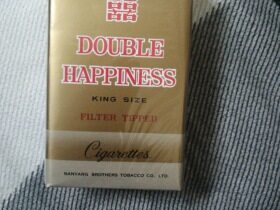 囍
DOUBLE
HAPPINESS
KING SIZE
FILTER TIPPED
Cigarettes
NANYANG BROTHERS TOBACCO CO. LTD.